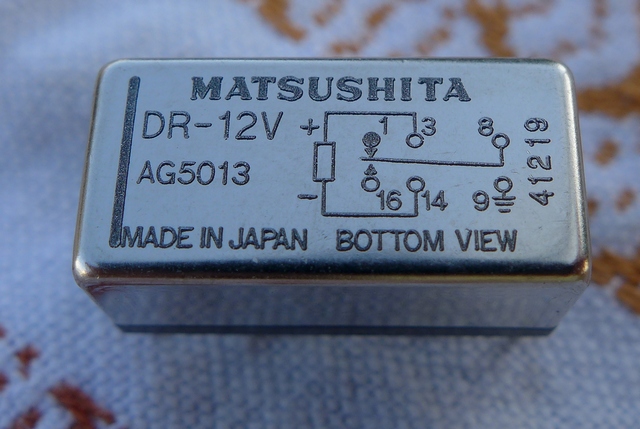 MATSUSHITA
DR-12V + 1 3 8
AG5013
- 16 14 9
MADE IN JAPAN BOTTOM VIEW
41219